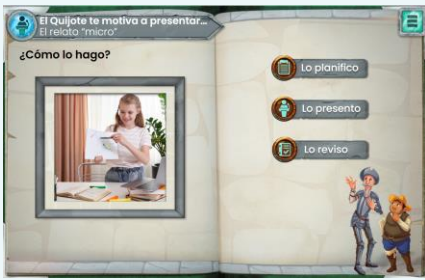 El Quijote te motiva a presentar...
El relato "micro"
¿Cómo lo hago?
Lo planifico
Lo presento
Lo reviso